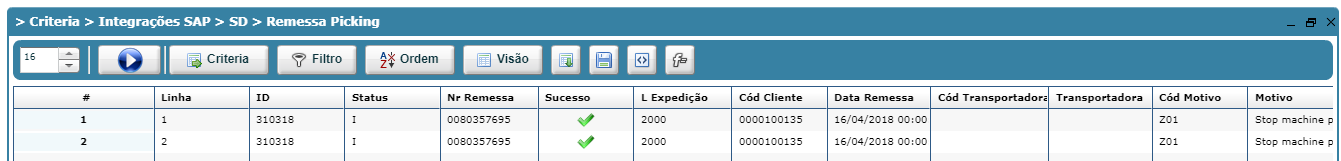 > Criteria > Integrações SAP > SD > Remessa Picking
16 Criteria Filtro Ordem Visão
# Linha ID Status Nr Remessa Sucesso L Expedição Cód Cliente Data Remessa Cód Transportadora Transportadora Cód Motivo Motivo
1 1 310318 I 0080357695 2000 0000100135 16/04/2018 00:00 Z01 Stop machine p
2 2 310318 I 0080357695 2000 0000100135 16/04/2018 00:00 Z01 Stop machine p